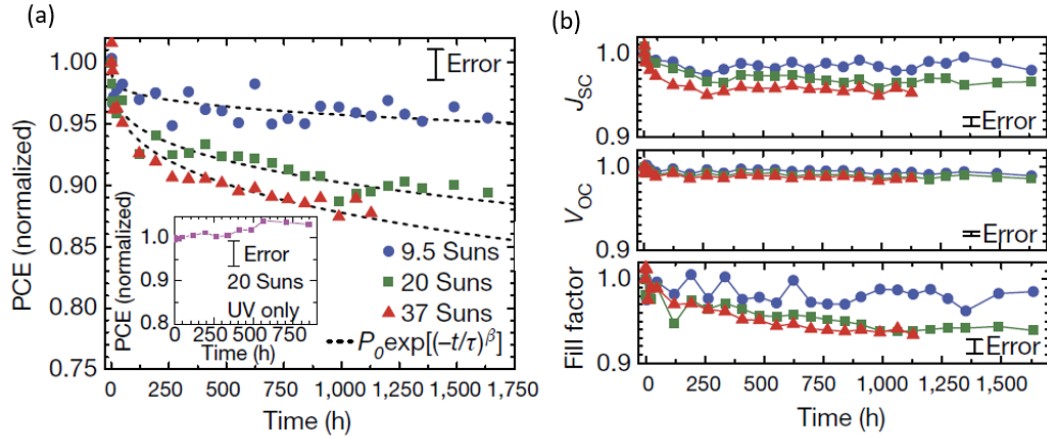 (a)
PCE (normalized)
1.00
0.95
0.90
0.85
0.80
0.75
0 250 500 750 1,000 1,250 1,500 1,750
Time (h)
Error
9.5 Suns
20 Suns
37 Suns
P₀exp[(−t/τ)^β]
PCE (normalized)
1.0
0.9
0.8
0 250 500 750
Time (h)
Error
20 Suns
UV only
(b)
J_SC
1.0
0.9
Error
V_OC
1.0
0.9
Error
Fill factor
1.0
0.9
Error
0 250 500 750 1,000 1,250 1,500
Time (h)